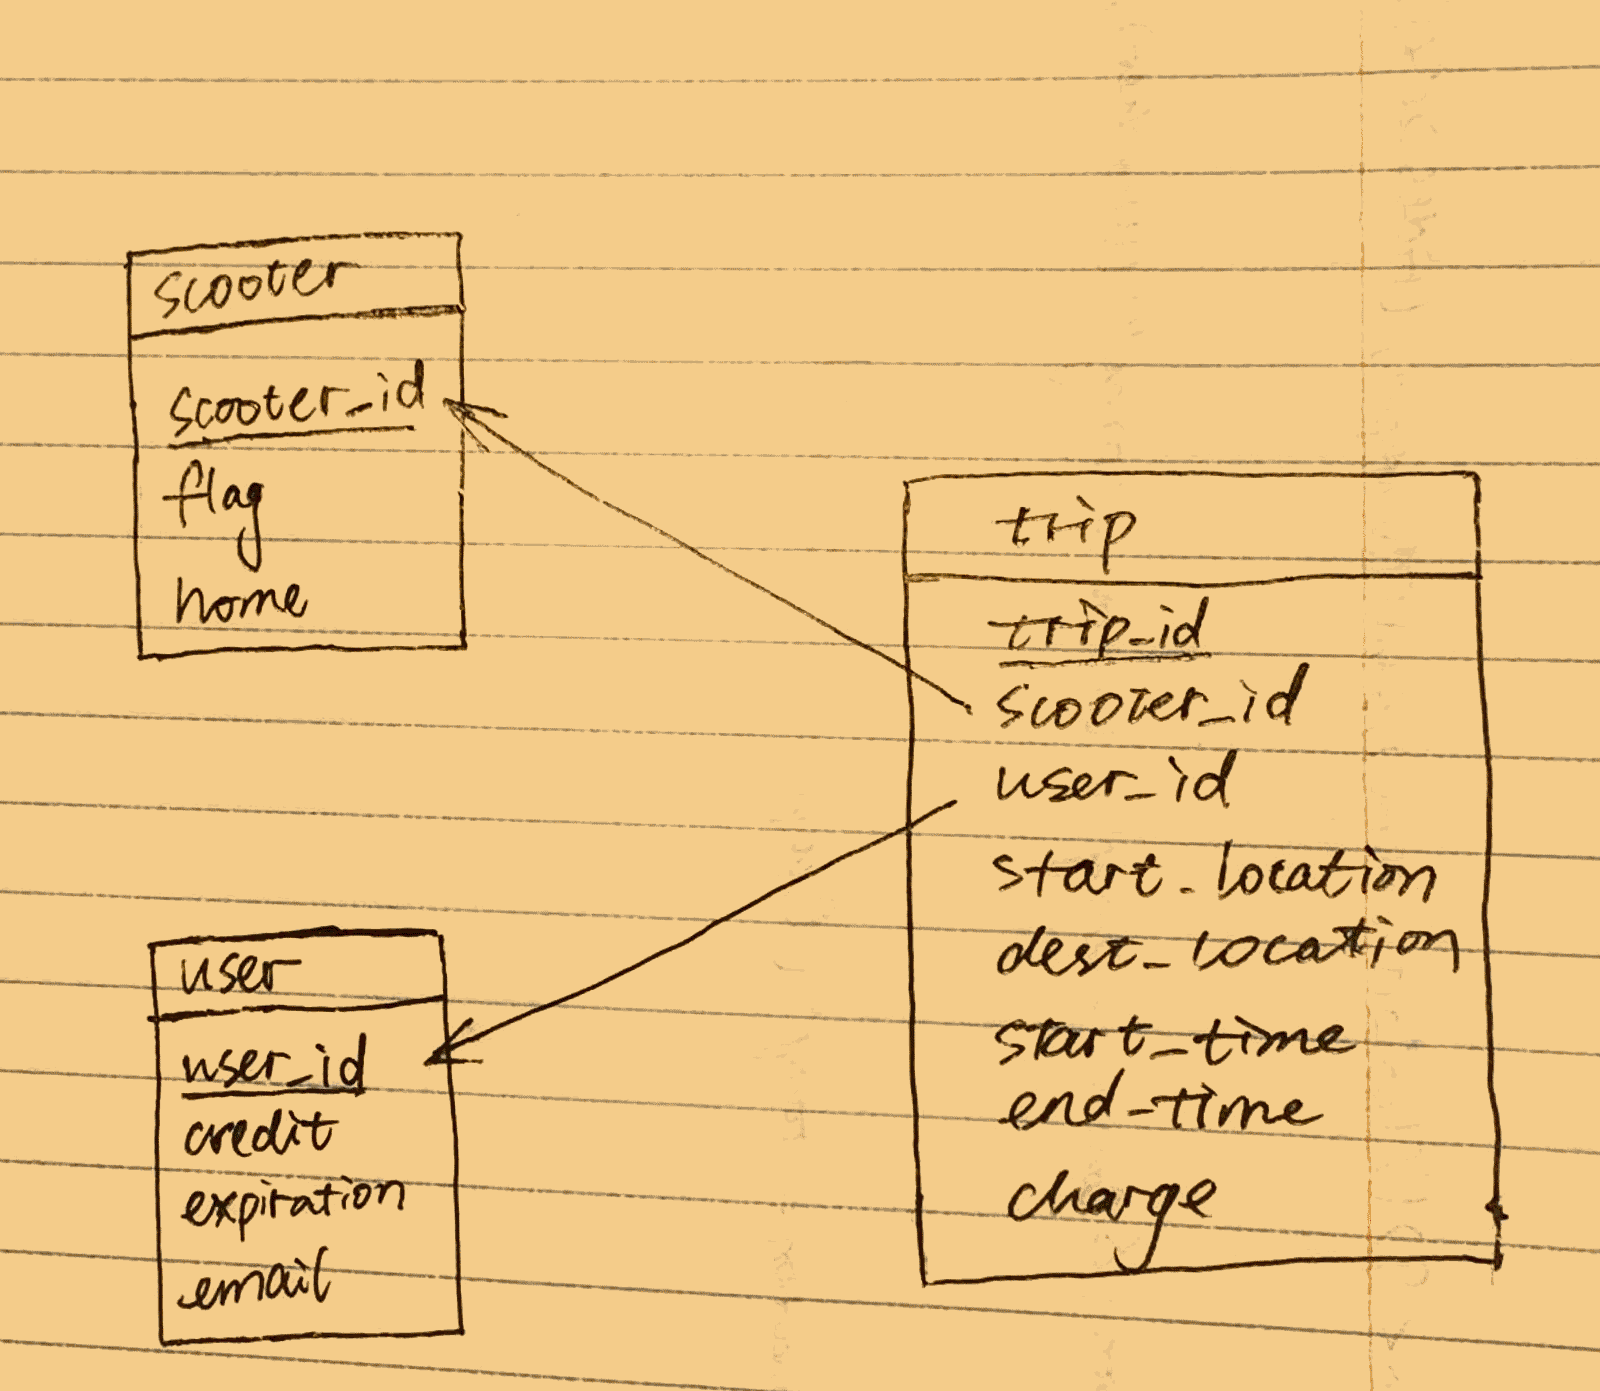 scooter
scooter_id
flag
home
trip
trip_id
scooter_id
user_id
start_location
dest_location
start_time
end_time
charge
user
user_id
credit
expiration
email